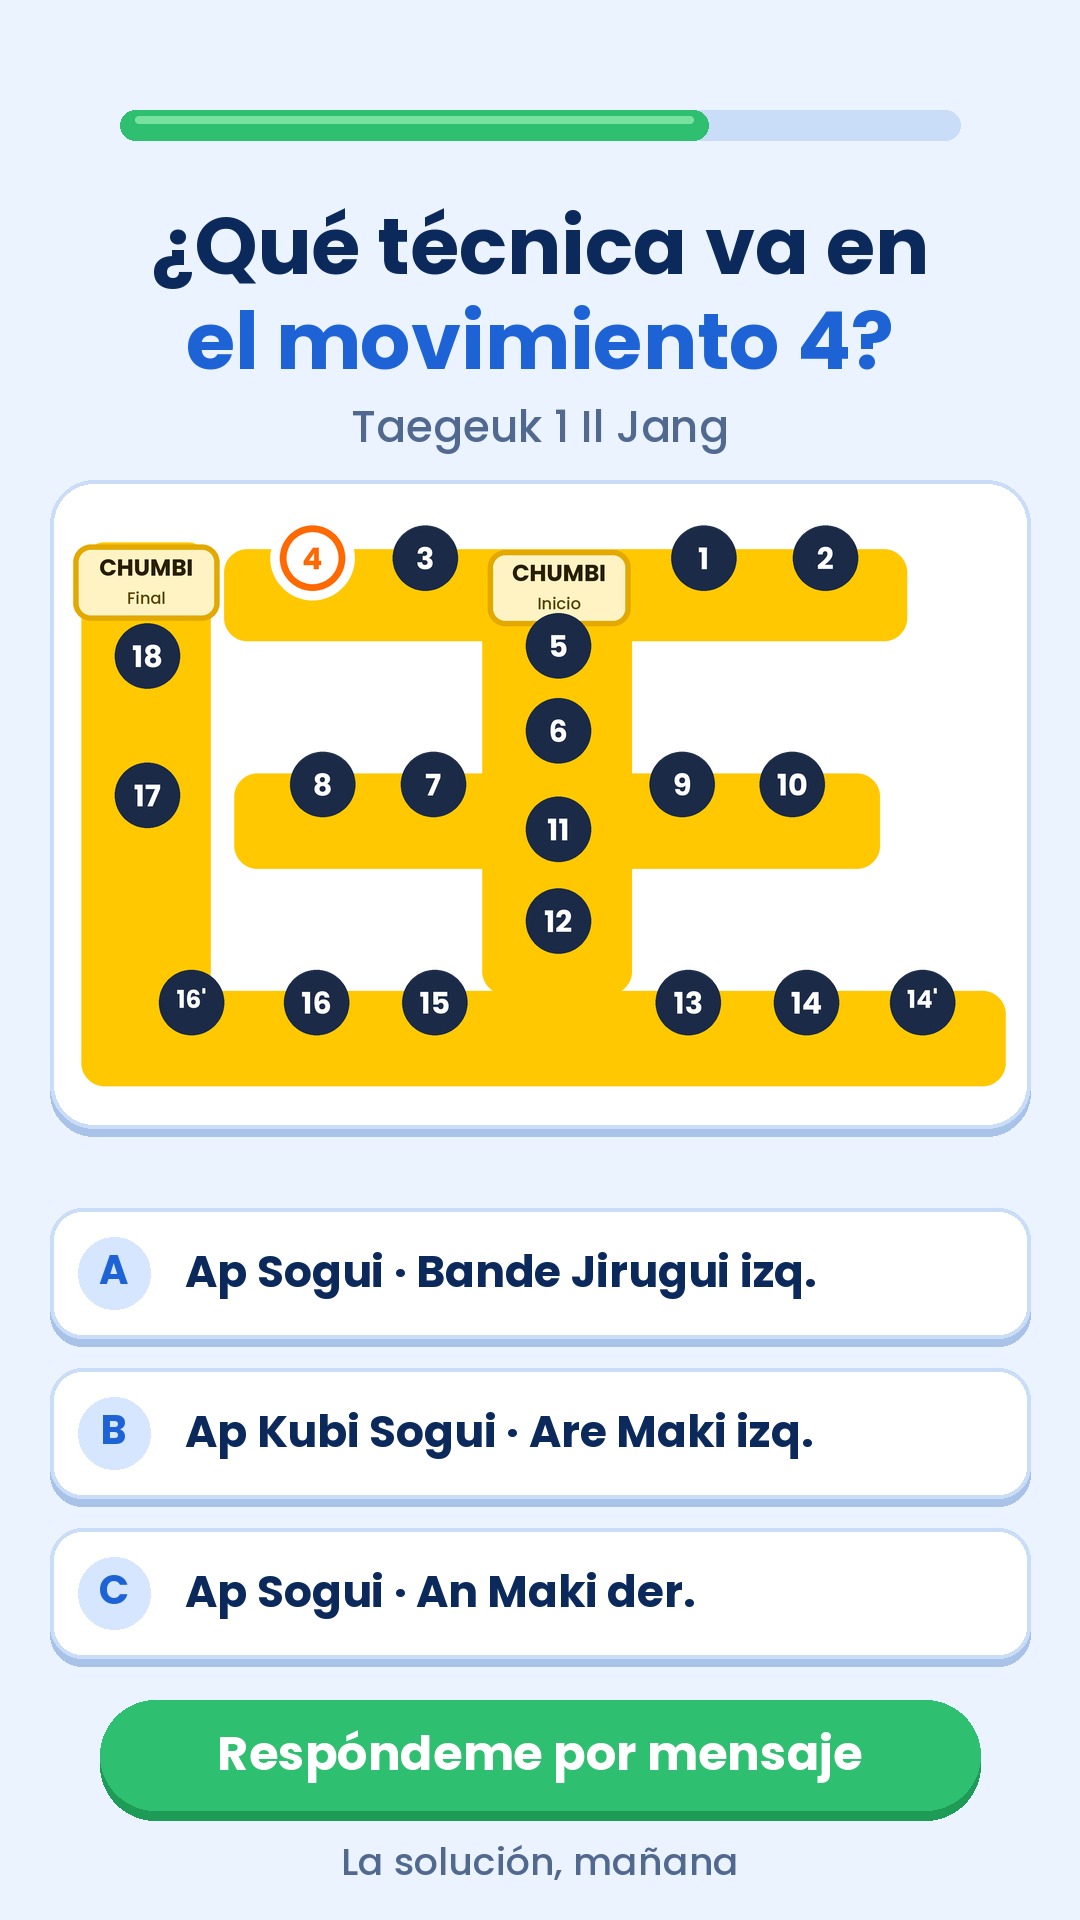 ¿Qué técnica va en
el movimiento 4?
Taegeuk 1 Il Jang
CHUMBI
Final
4
3
CHUMBI
Inicio
1
2
18
5
6
17
8
7
9
10
11
12
16'
16
15
13
14
14'
A
Ap Sogui · Bande Jirugui izq.
B
Ap Kubi Sogui · Are Maki izq.
C
Ap Sogui · An Maki der.
Respóndeme por mensaje
La solución, mañana